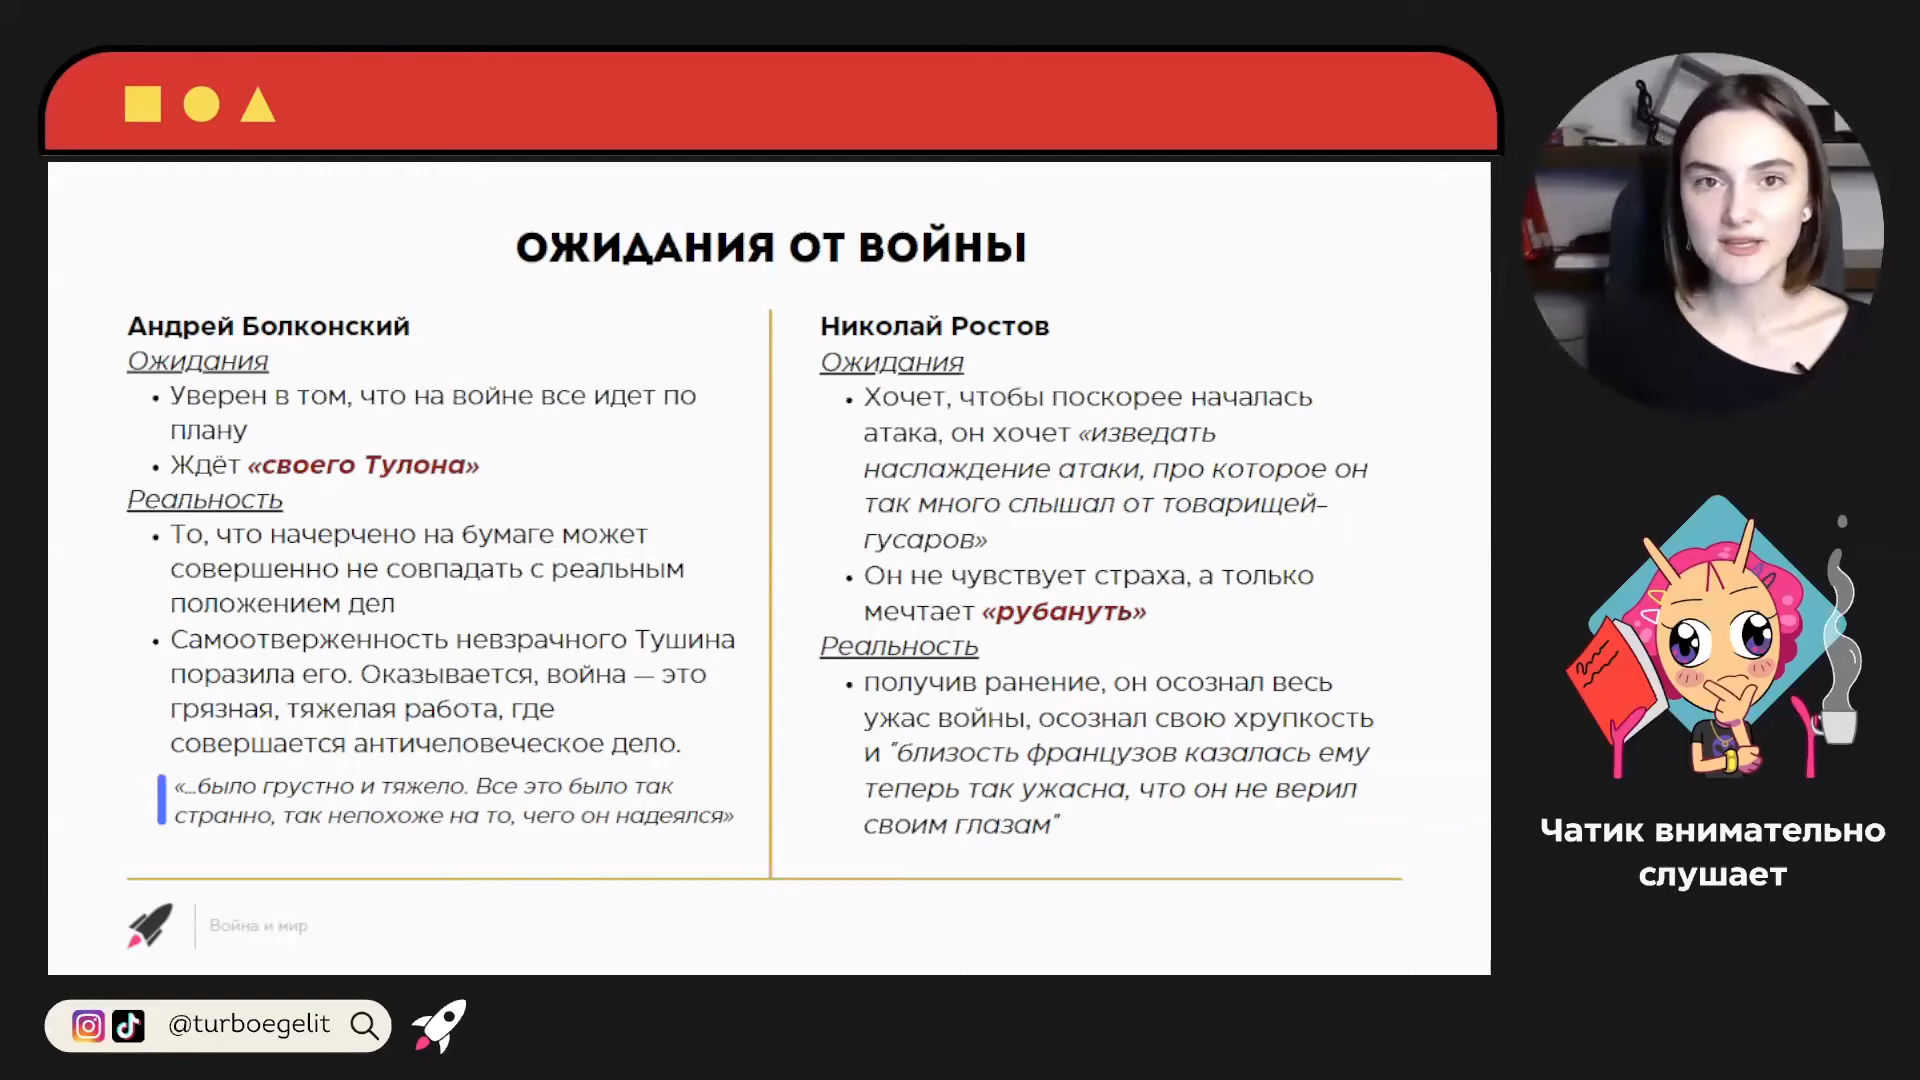 ОЖИДАНИЯ ОТ ВОЙНЫ
Андрей Болконский
Ожидания
• Уверен в том, что на войне все идет по
плану
• Ждёт «своего Тулона»
Реальность
• То, что начерчено на бумаге может
совершенно не совпадать с реальным
положением дел
• Самоотверженность невзрачного Тушина
поразила его. Оказывается, война — это
грязная, тяжелая работа, где
совершается античеловеческое дело.
«...было грустно и тяжело. Все это было так
странно, так непохоже на то, чего он надеялся»
Николай Ростов
Ожидания
• Хочет, чтобы поскорее началась
атака, он хочет «изведать
наслаждение атаки, про которое он
так много слышал от товарищей-
гусаров»
• Он не чувствует страха, а только
мечтает «рубануть»
Реальность
• получив ранение, он осознал весь
ужас войны, осознал свою хрупкость
и "близость французов казалась ему
теперь так ужасна, что он не верил
своим глазам"
Война и мир
Чатик внимательно
слушает
@turboegelit